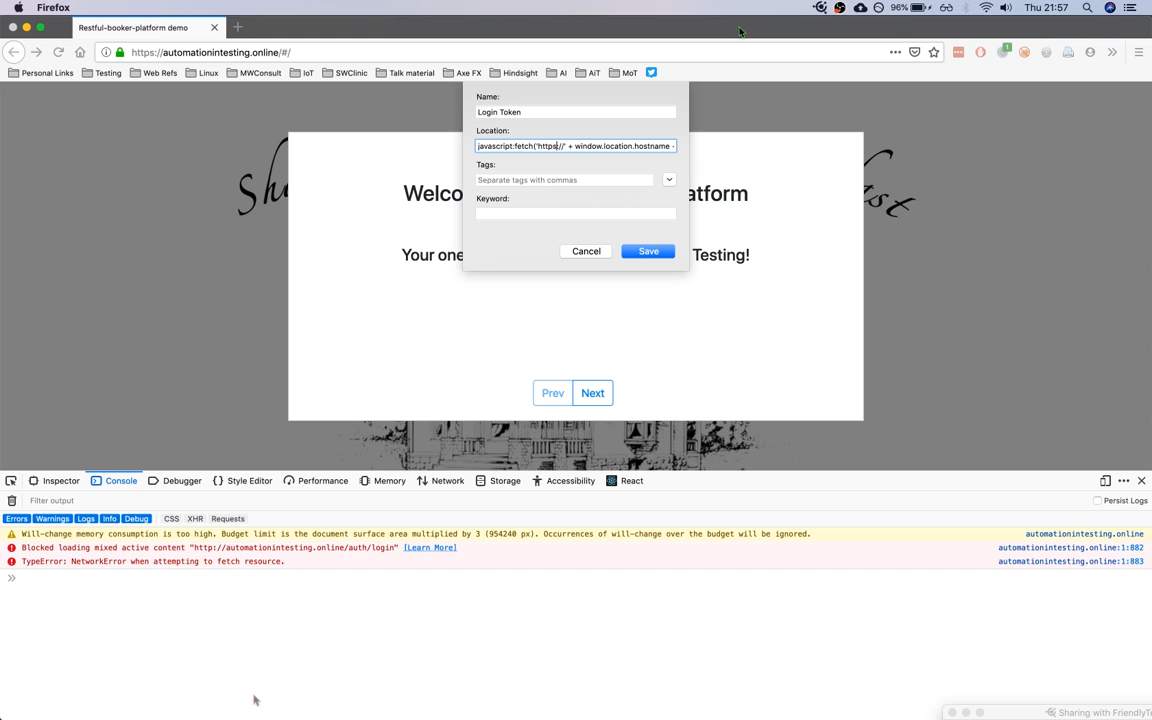 Firefox
96%
Thu 21:57
Restful-booker-platform demo
https://automationintesting.online/#/
1
Personal Links
Testing
Web Refs
Linux
MWConsult
IoT
SWClinic
Talk material
Axe FX
Hindsight
AI
AiT
MoT
Name:
Login Token
Location:
javascript:fetch('https://' + window.location.hostname
Tags:
Separate tags with commas
Keyword:
Cancel
Save
Welco
atform
Your one
Testing!
Prev
Next
Inspector
Console
Debugger
{} Style Editor
Performance
Memory
Network
Storage
Accessibility
React
Filter output
Persist Logs
Errors
Warnings
Logs
Info
Debug
CSS
XHR
Requests
Will-change memory consumption is too high. Budget limit is the document surface area multiplied by 3 (954240 px). Occurrences of will-change over the budget will be ignored.
automationintesting.online
Blocked loading mixed active content "http://automationintesting.online/auth/login" [Learn More]
automationintesting.online:1:882
TypeError: NetworkError when attempting to fetch resource.
automationintesting.online:1:883
»
Sharing with FriendlyTe